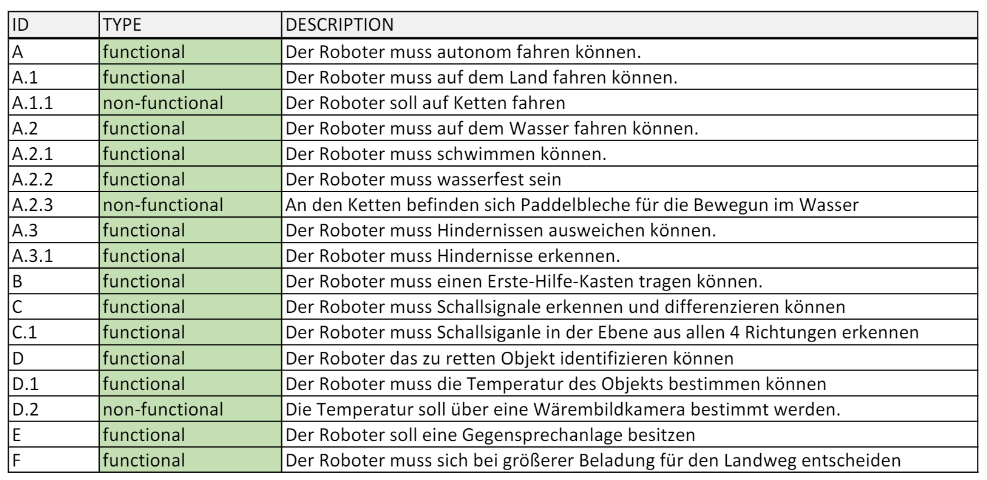 ID TYPE DESCRIPTION
A functional Der Roboter muss autonom fahren können.
A.1 functional Der Roboter muss auf dem Land fahren können.
A.1.1 non-functional Der Roboter soll auf Ketten fahren
A.2 functional Der Roboter muss auf dem Wasser fahren können.
A.2.1 functional Der Roboter muss schwimmen können.
A.2.2 functional Der Roboter muss wasserfest sein
A.2.3 non-functional An den Ketten befinden sich Paddelbleche für die Bewegun im Wasser
A.3 functional Der Roboter muss Hindernissen ausweichen können.
A.3.1 functional Der Roboter muss Hindernisse erkennen.
B functional Der Roboter muss einen Erste-Hilfe-Kasten tragen können.
C functional Der Roboter muss Schallsignale erkennen und differenzieren können
C.1 functional Der Roboter muss Schallsiganle in der Ebene aus allen 4 Richtungen erkennen
D functional Der Roboter das zu retten Objekt identifizieren können
D.1 functional Der Roboter muss die Temperatur des Objekts bestimmen können
D.2 non-functional Die Temperatur soll über eine Wärembildkamera bestimmt werden.
E functional Der Roboter soll eine Gegensprechanlage besitzen
F functional Der Roboter muss sich bei größerer Beladung für den Landweg entscheiden